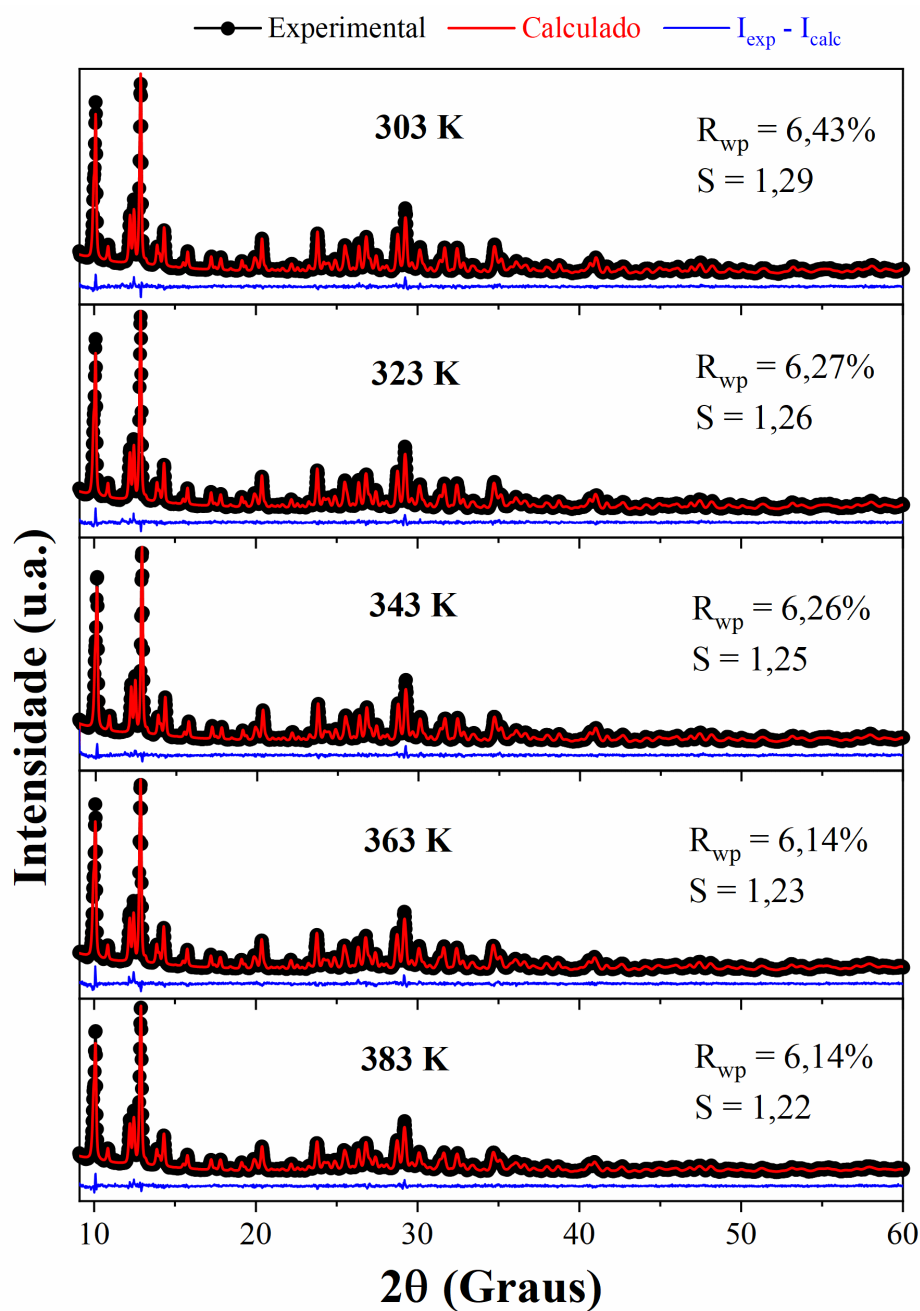 Experimental Calculado I_exp - I_calc
303 K
R_wp = 6,43%
S = 1,29
323 K
R_wp = 6,27%
S = 1,26
343 K
R_wp = 6,26%
S = 1,25
363 K
R_wp = 6,14%
S = 1,23
383 K
R_wp = 6,14%
S = 1,22
Intensidade (u.a.)
10 20 30 40 50 60
2θ (Graus)